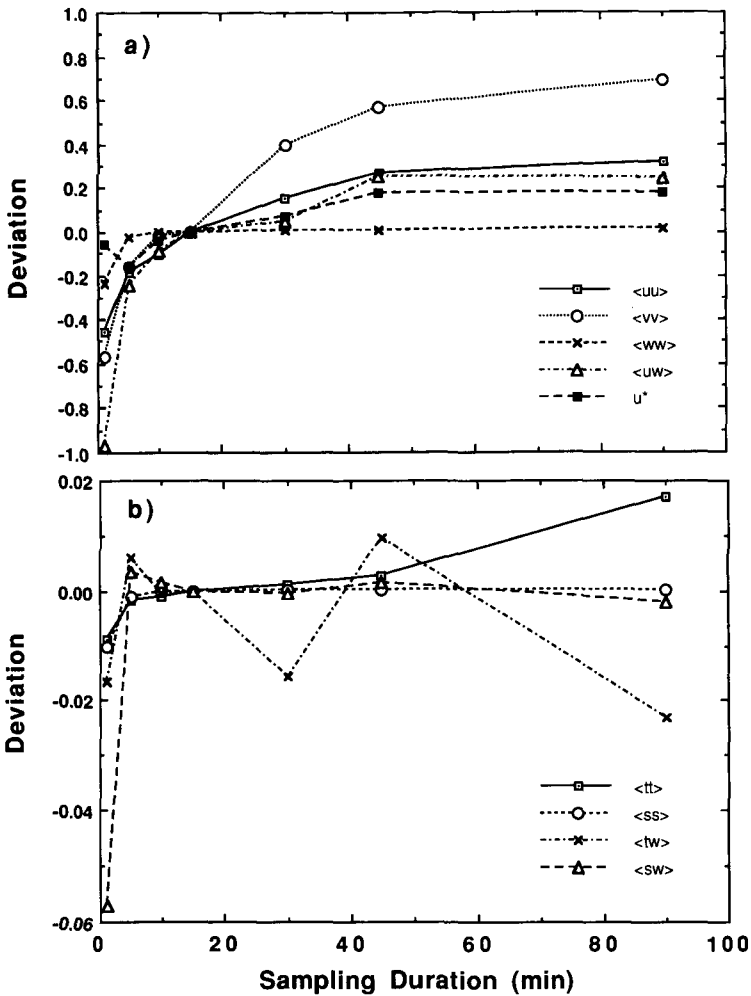 1.0
a)
0.8
0.6
0.4
0.2
0.0
-0.2
-0.4
-0.6
-0.8
-1.0
Deviation
<uu>
<vv>
<ww>
<uw>
u*
0.02
b)
0.00
-0.02
-0.04
-0.06
Deviation
<tt>
<ss>
<tw>
<sw>
0 20 40 60 80 100
Sampling Duration (min)